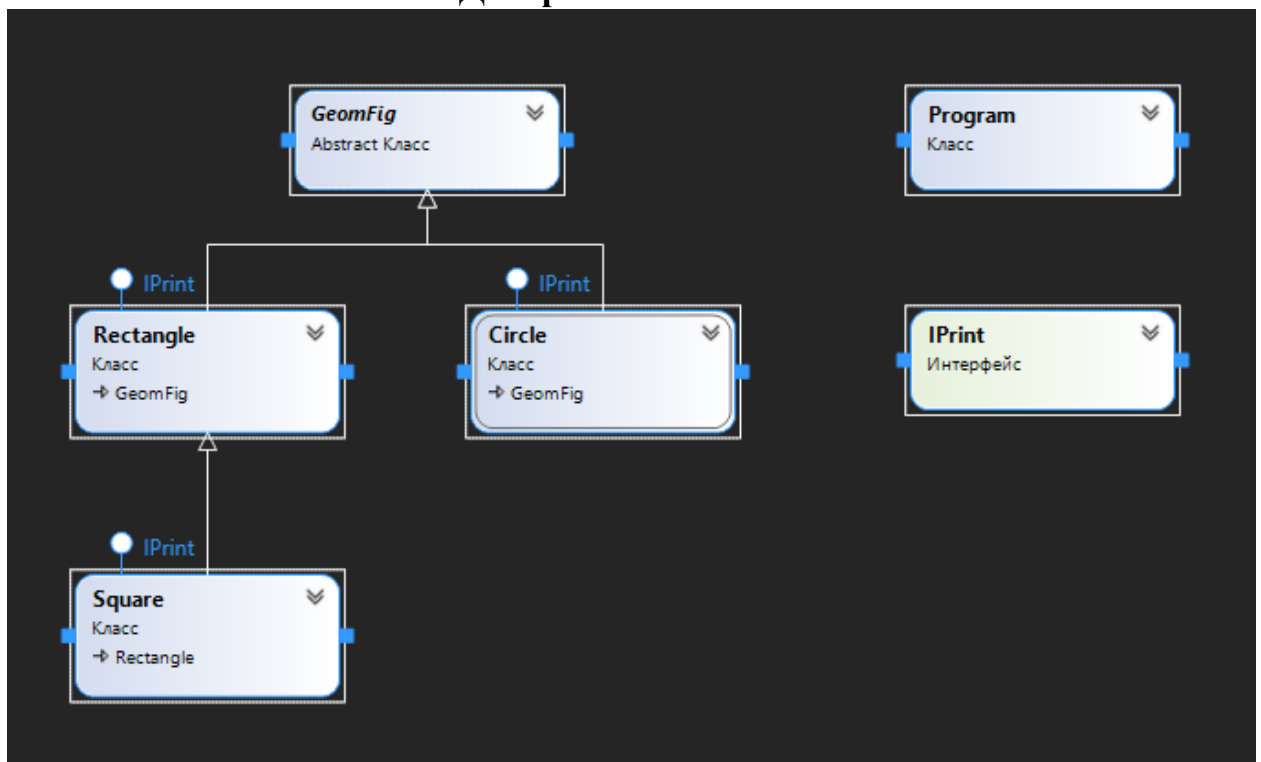 GeomFig
Abstract Класс
Program
Класс
IPrint
IPrint
Rectangle
Класс
GeomFig
Circle
Класс
GeomFig
IPrint
Интерфейс
IPrint
Square
Класс
Rectangle